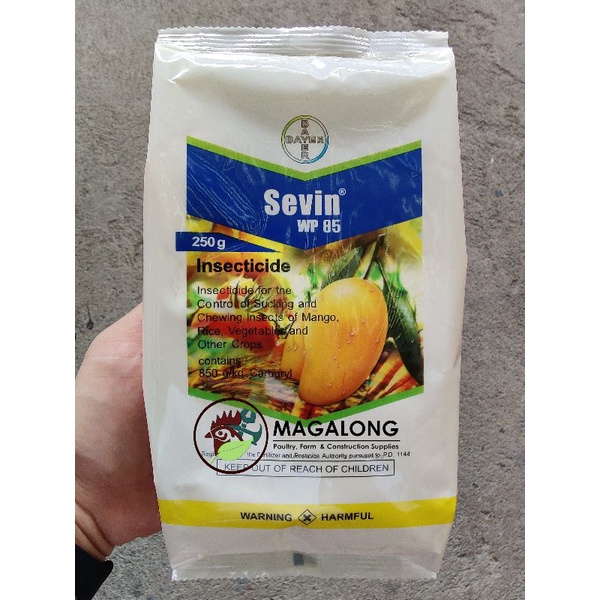 BAYER
BAYER
Sevin®
WP 85
250 g
Insecticide
Insecticide for the
Control of Sucking and
Chewing Insects of Mango,
Rice, Vegetables and
Other Crops.
contains:
850 g/kg Carbaryl
MAGALONG
Poultry, Farm & Construction Supplies
the Fertilizer and Pesticide Authority pursuant to P.D. 1144
KEEP OUT OF REACH OF CHILDREN
WARNING HARMFUL